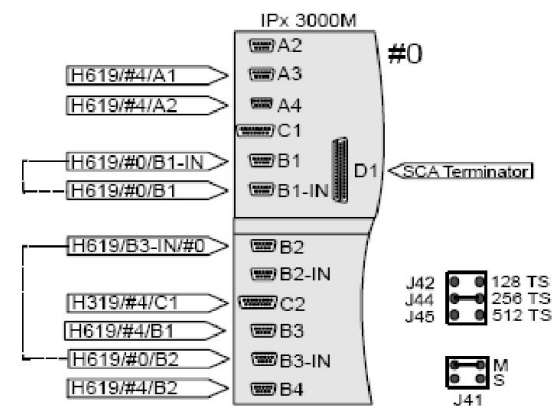 IPx 3000M
A2
#0
H619/#4/A1
A3
H619/#4/A2
A4
C1
H619/#0/B1-IN
B1
D1
SCA Terminator
H619/#0/B1
B1-IN
H619/B3-IN/#0
B2
B2-IN
J42
128 TS
H319/#4/C1
C2
J44
256 TS
J45
512 TS
H619/#4/B1
B3
H619/#0/B2
B3-IN
M
S
H619/#4/B2
B4
J41